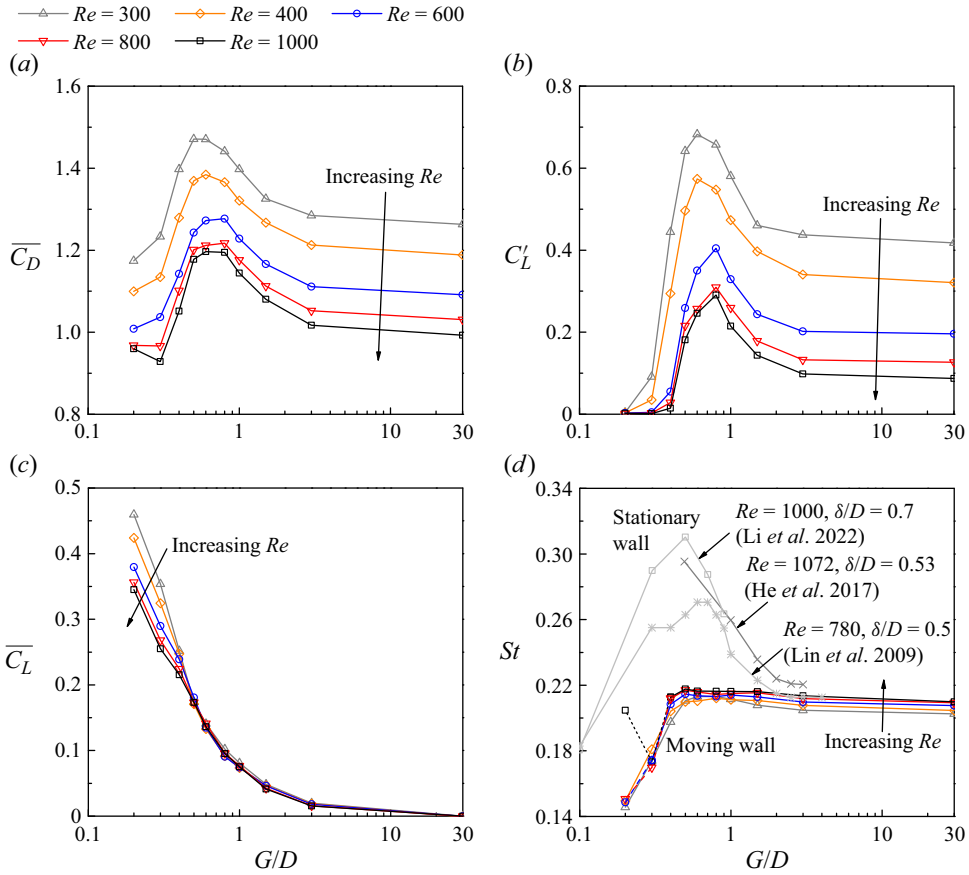 Re = 300 Re = 400 Re = 600
Re = 800 Re = 1000
(a) (b)
1.6
1.4
1.2
1.0
0.8
0.1 1 10 30
Increasing Re
C_D
0.8
0.6
0.4
0.2
0
0.1 1 10 30
Increasing Re
C′_L
(c) (d)
0.5
0.4
0.3
0.2
0.1
0
0.1 1 10 30
Increasing Re
C_L
G/D
0.34
0.30
0.26
0.22
0.18
0.14
0.1 1 10 30
Stationary
wall
Re = 1000, δ/D = 0.7
(Li et al. 2022)
Re = 1072, δ/D = 0.53
(He et al. 2017)
Re = 780, δ/D = 0.5
(Lin et al. 2009)
St
Moving wall
Increasing Re
G/D